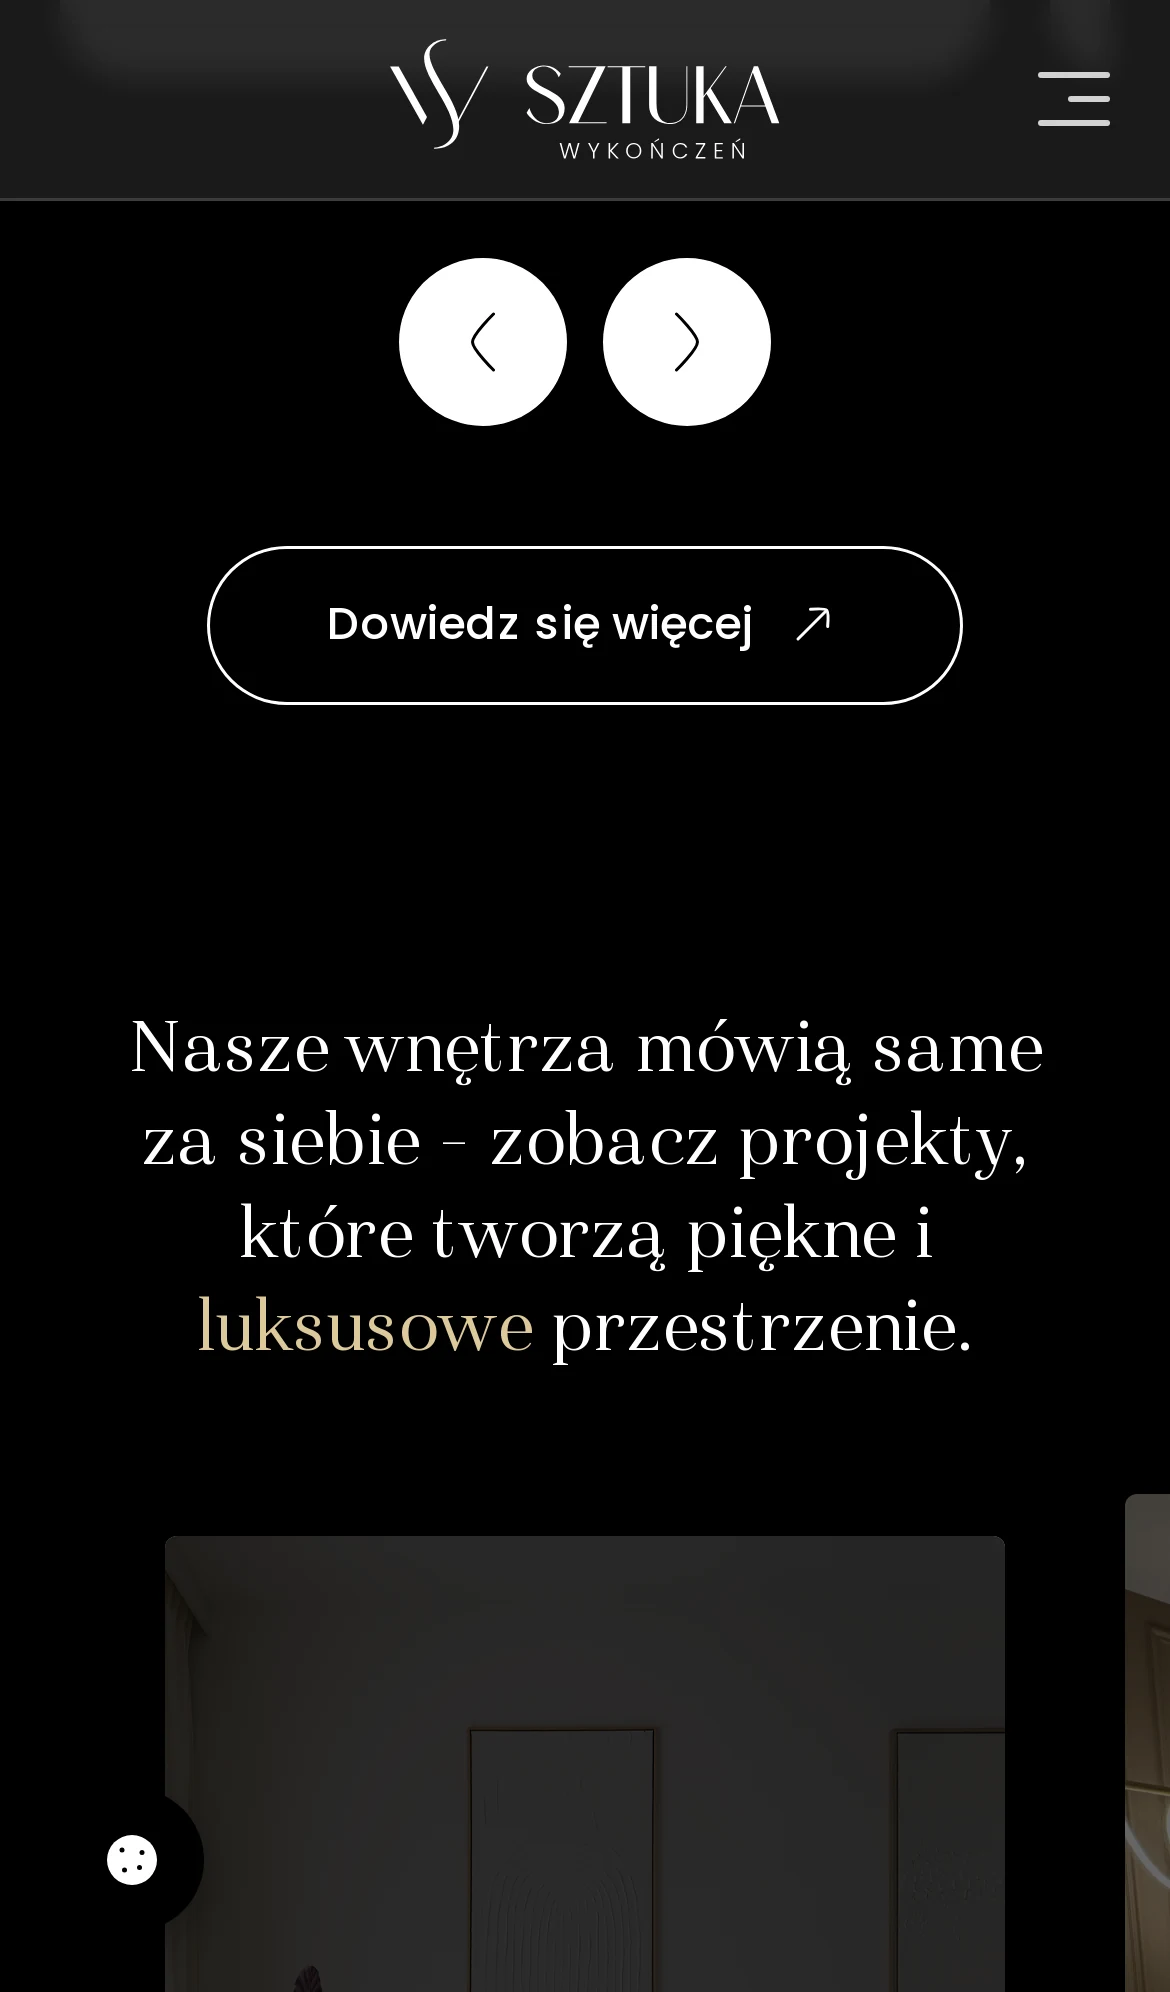 SZTUKA
WYKOŃCZEŃ
Dowiedz się więcej
Nasze wnętrza mówią same
za siebie - zobacz projekty,
które tworzą piękne i
luksusowe przestrzenie.